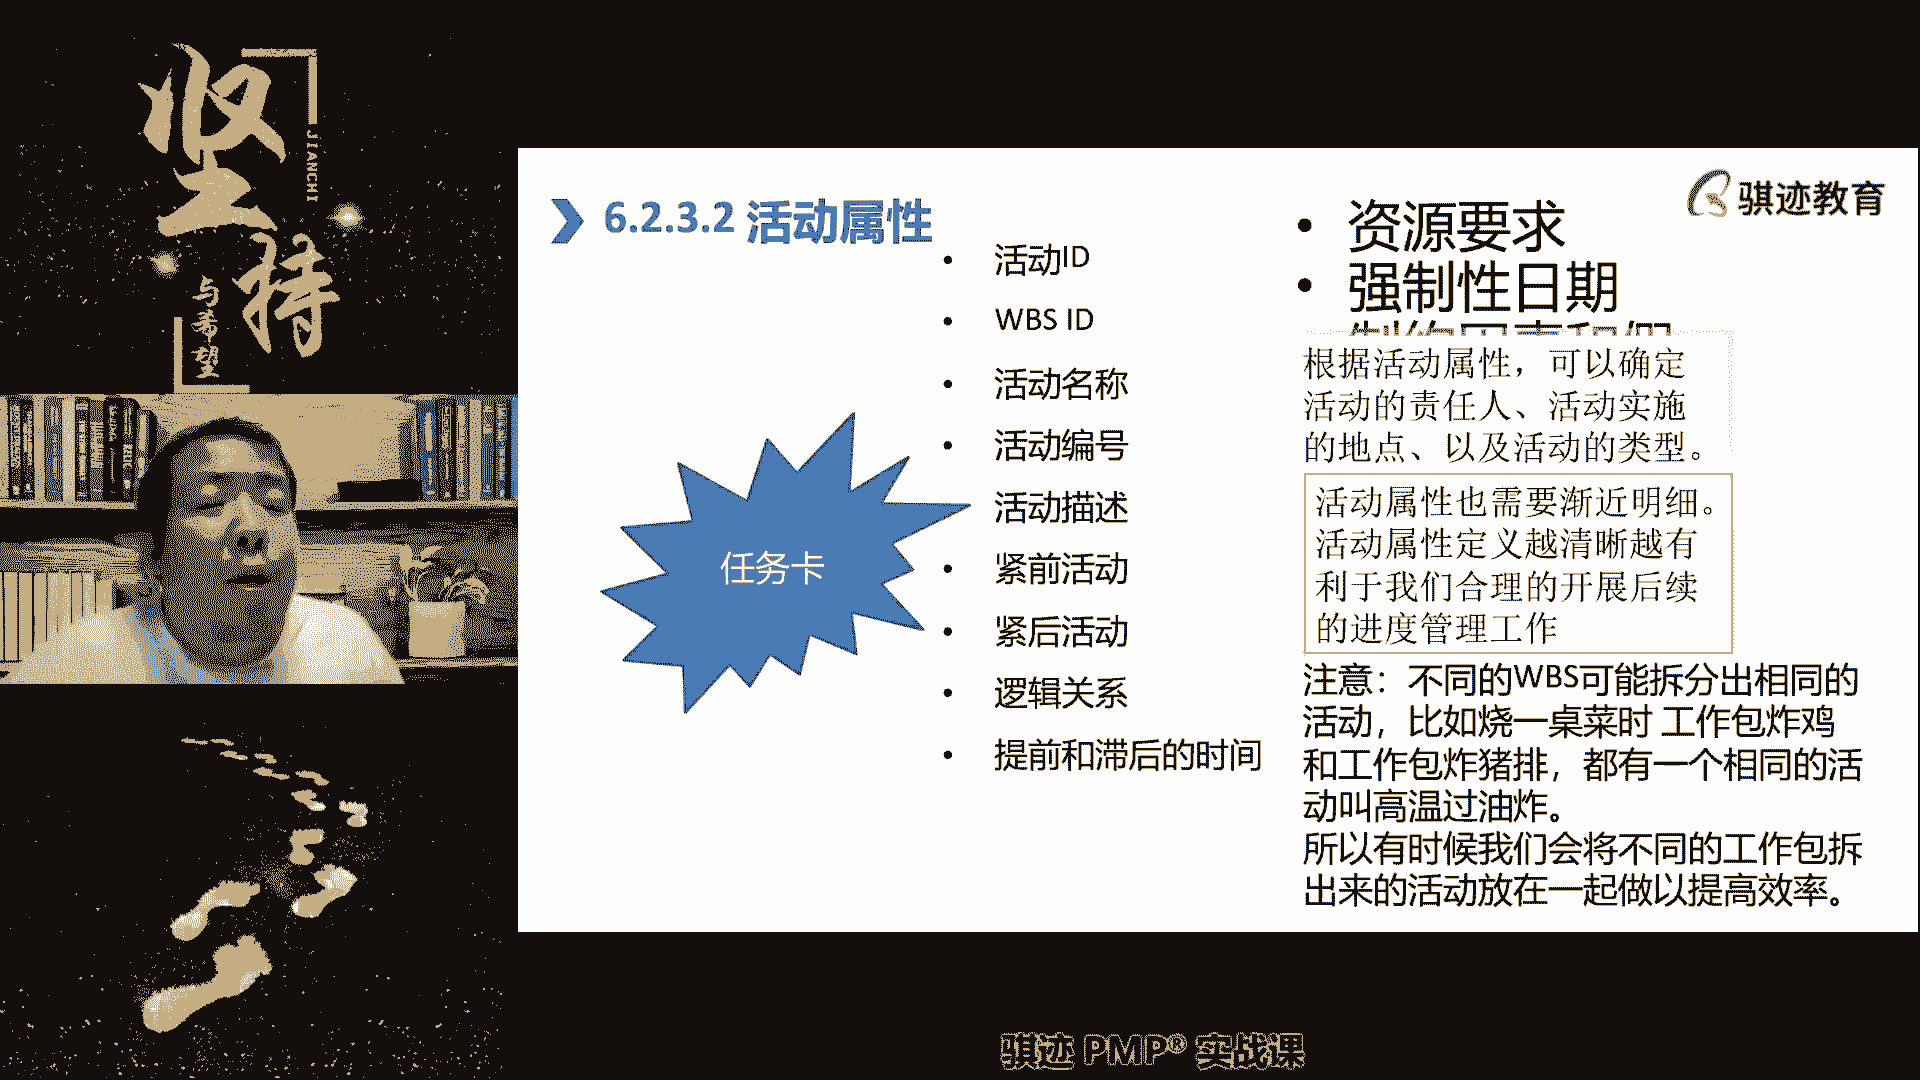 坚持
JIANCHI
与希望
6.2.3.2 活动属性
骐迹教育
任务卡
活动ID
WBS ID
活动名称
活动编号
活动描述
紧前活动
紧后活动
逻辑关系
提前和滞后的时间
资源要求
强制性日期
根据活动属性，可以确定
活动的责任人、活动实施
的地点、以及活动的类型。
活动属性也需要渐近明细。
活动属性定义越清晰越有
利于我们合理的开展后续
的进度管理工作
注意：不同的WBS可能拆分出相同的
活动，比如烧一桌菜时 工作包炸鸡
和工作包炸猪排，都有一个相同的活
动叫高温过油炸。
所以有时候我们会将不同的工作包拆
出来的活动放在一起做以提高效率。
骐迹 PMP® 实战课